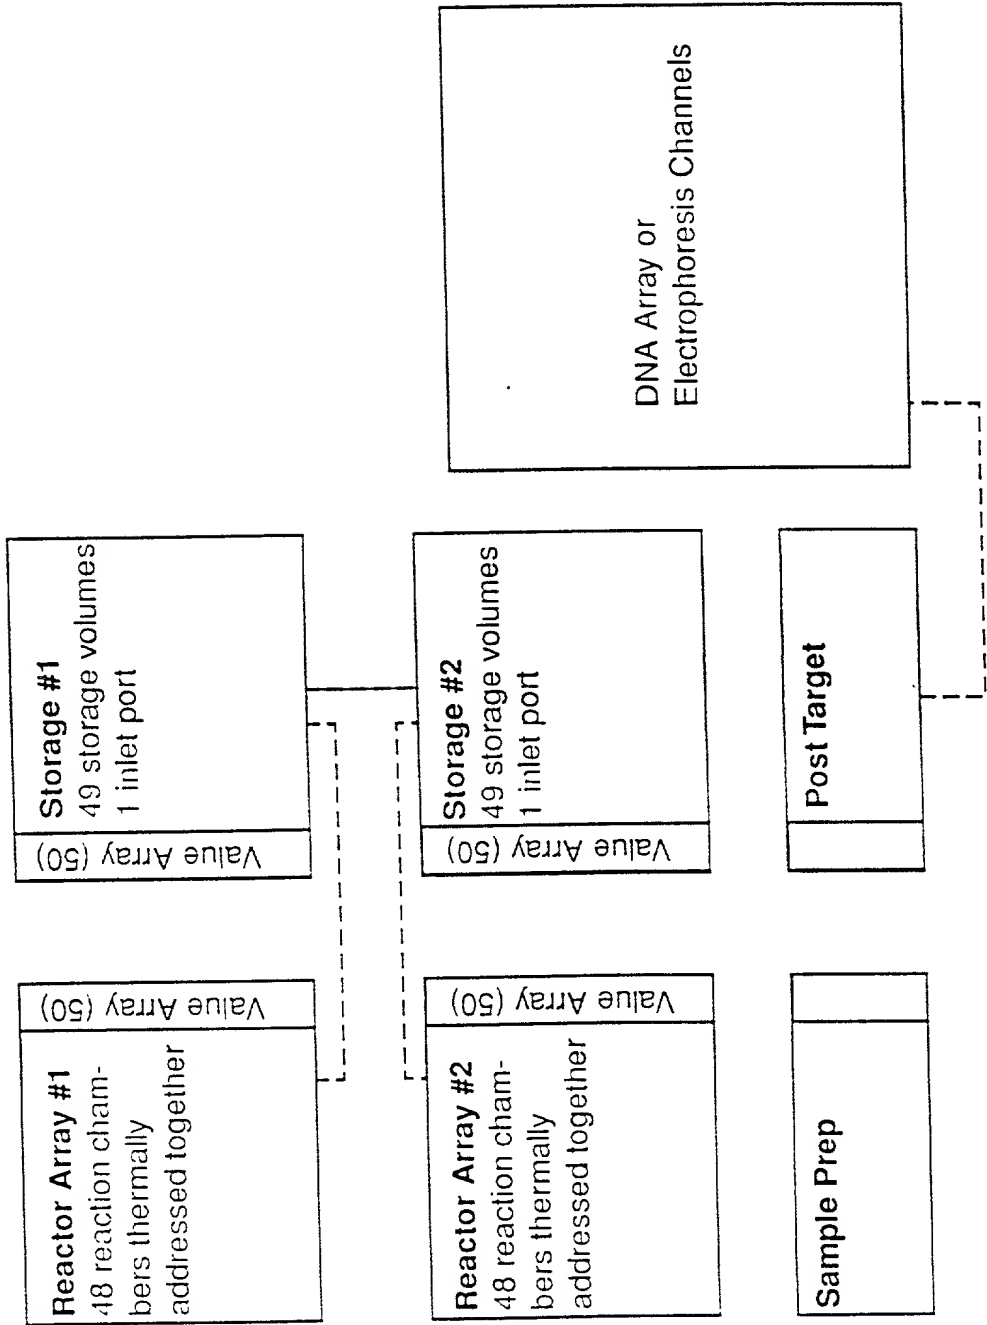 Reactor Array #1
48 reaction cham-
bers thermally
addressed together
Value Array (50)
Storage #1
49 storage volumes
1 inlet port
Value Array (50)
Reactor Array #2
48 reaction cham-
bers thermally
addressed together
Value Array (50)
Storage #2
49 storage volumes
1 inlet port
Value Array (50)
Sample Prep
Post Target
DNA Array or
Electrophoresis Channels